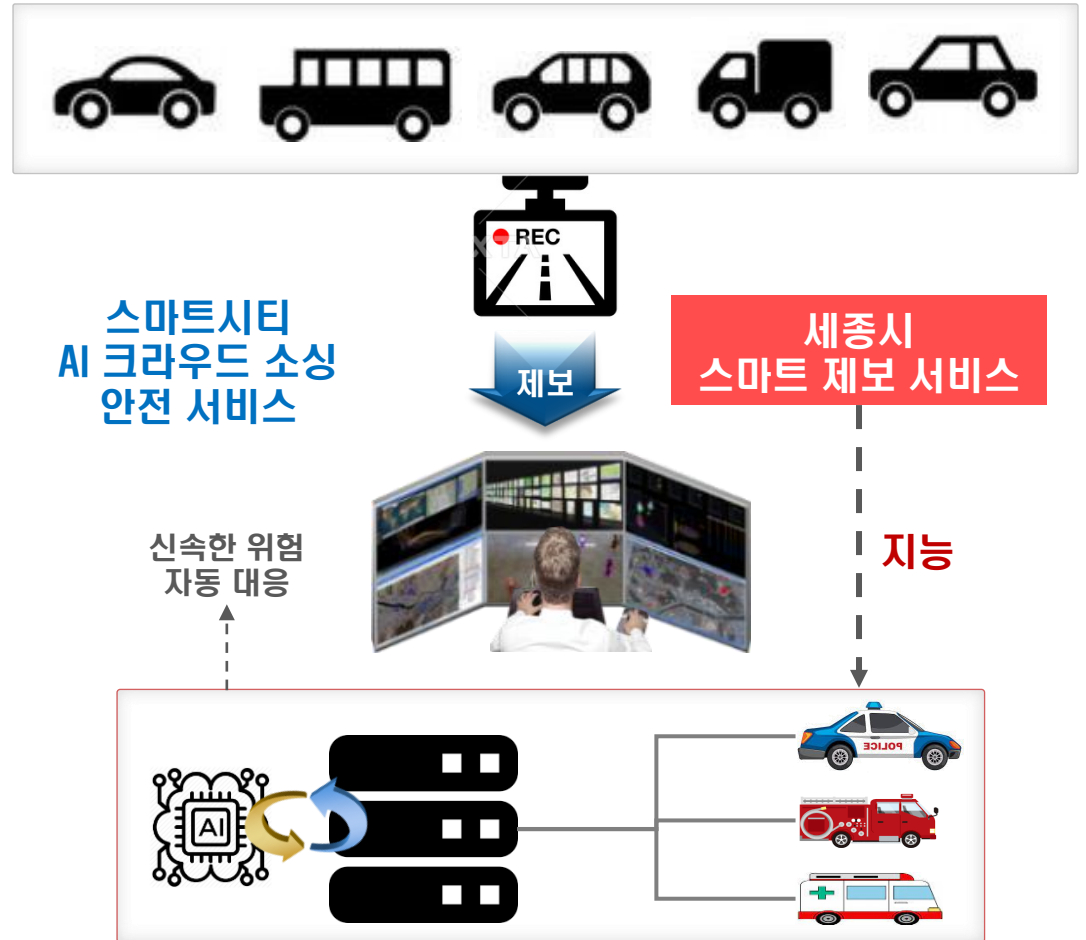 REC
스마트시티
AI 크라우드 소싱
안전 서비스
제보
세종시
스마트 제보 서비스
신속한 위험
자동 대응
지능
AI
POLICE